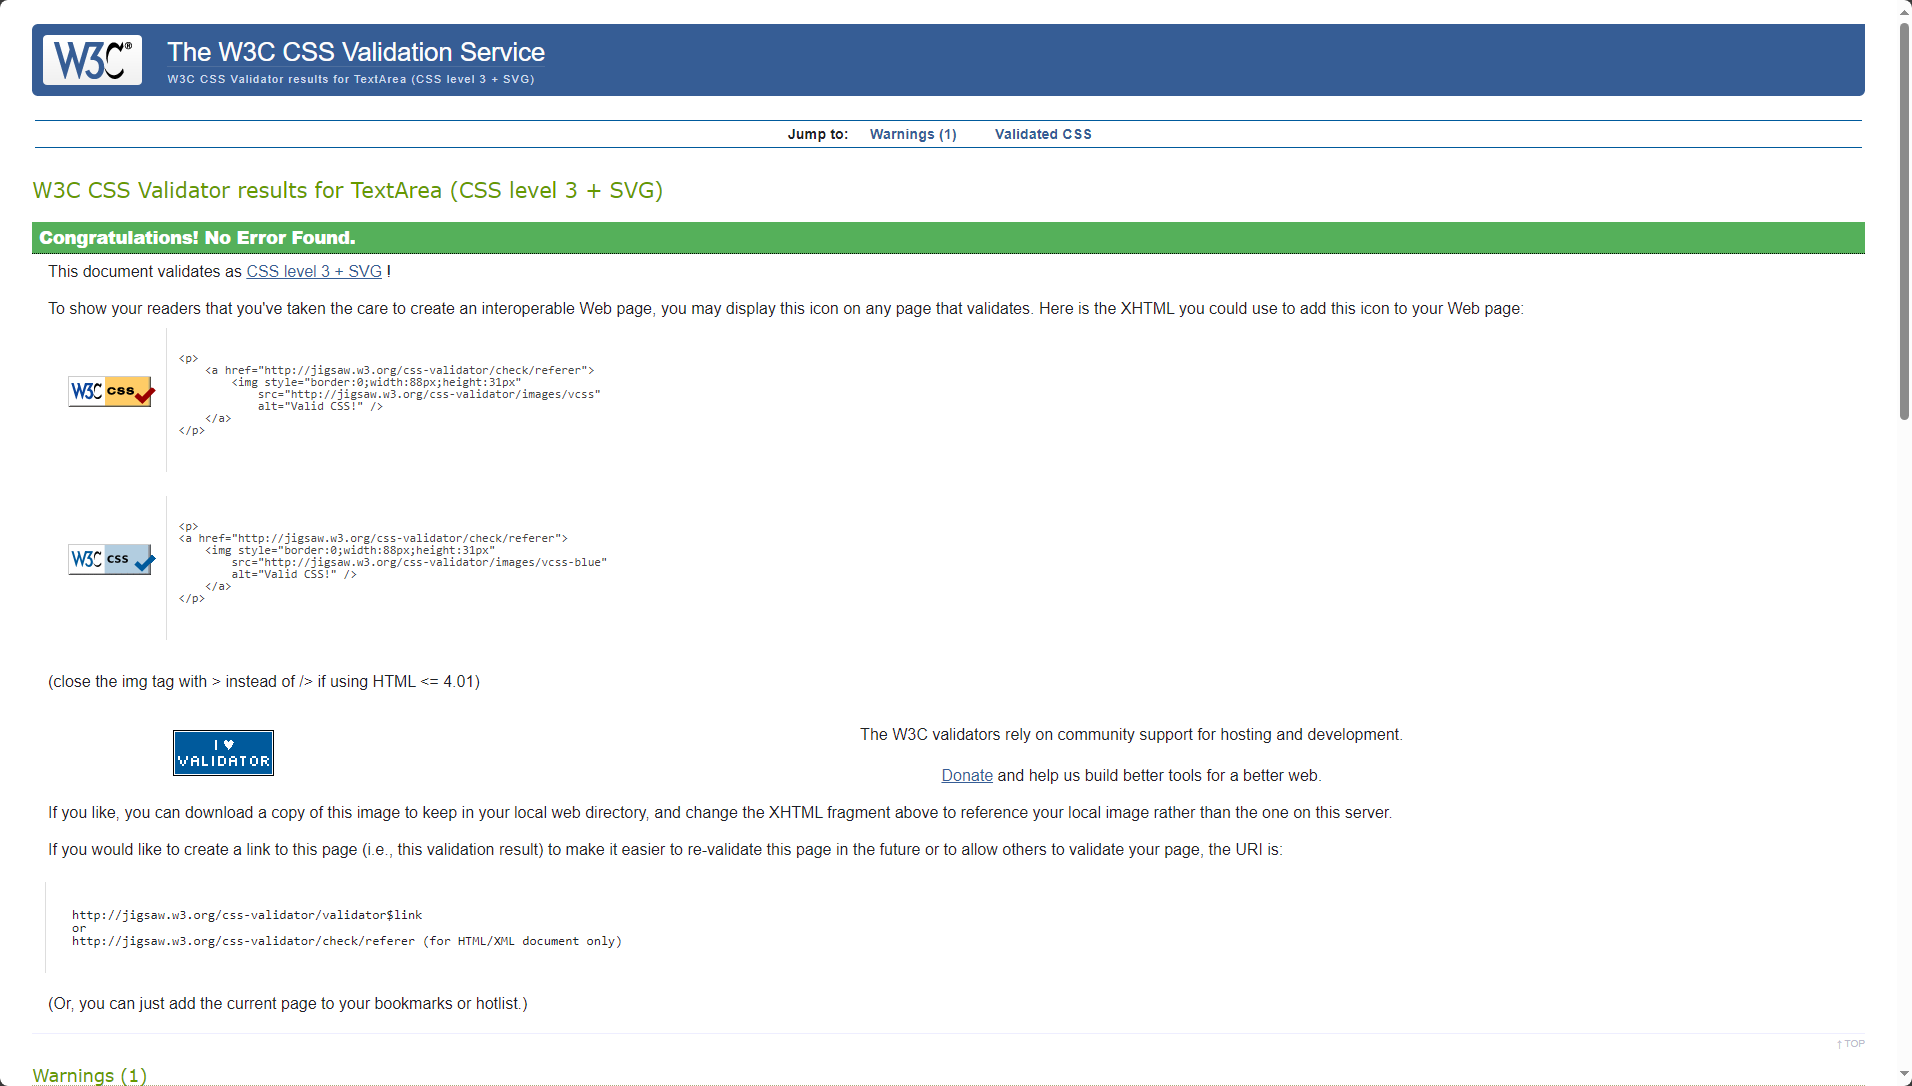 W3C®
The W3C CSS Validation Service
W3C CSS Validator results for TextArea (CSS level 3 + SVG)
Jump to: Warnings (1) Validated CSS
W3C CSS Validator results for TextArea (CSS level 3 + SVG)
Congratulations! No Error Found.
This document validates as CSS level 3 + SVG !
To show your readers that you've taken the care to create an interoperable Web page, you may display this icon on any page that validates. Here is the XHTML you could use to add this icon to your Web page:
W3C css
<p>
<a href="http://jigsaw.w3.org/css-validator/check/referer">
<img style="border:0;width:88px;height:31px"
src="http://jigsaw.w3.org/css-validator/images/vcss"
alt="Valid CSS!" />
</a>
</p>
W3C css
<p>
<a href="http://jigsaw.w3.org/css-validator/check/referer">
<img style="border:0;width:88px;height:31px"
src="http://jigsaw.w3.org/css-validator/images/vcss-blue"
alt="Valid CSS!" />
</a>
</p>
(close the img tag with > instead of /> if using HTML <= 4.01)
I ♥
VALIDATOR
The W3C validators rely on community support for hosting and development.
Donate and help us build better tools for a better web.
If you like, you can download a copy of this image to keep in your local web directory, and change the XHTML fragment above to reference your local image rather than the one on this server.
If you would like to create a link to this page (i.e., this validation result) to make it easier to re-validate this page in the future or to allow others to validate your page, the URI is:
http://jigsaw.w3.org/css-validator/validator$link
or
http://jigsaw.w3.org/css-validator/check/referer (for HTML/XML document only)
(Or, you can just add the current page to your bookmarks or hotlist.)
↑ TOP
Warnings (1)